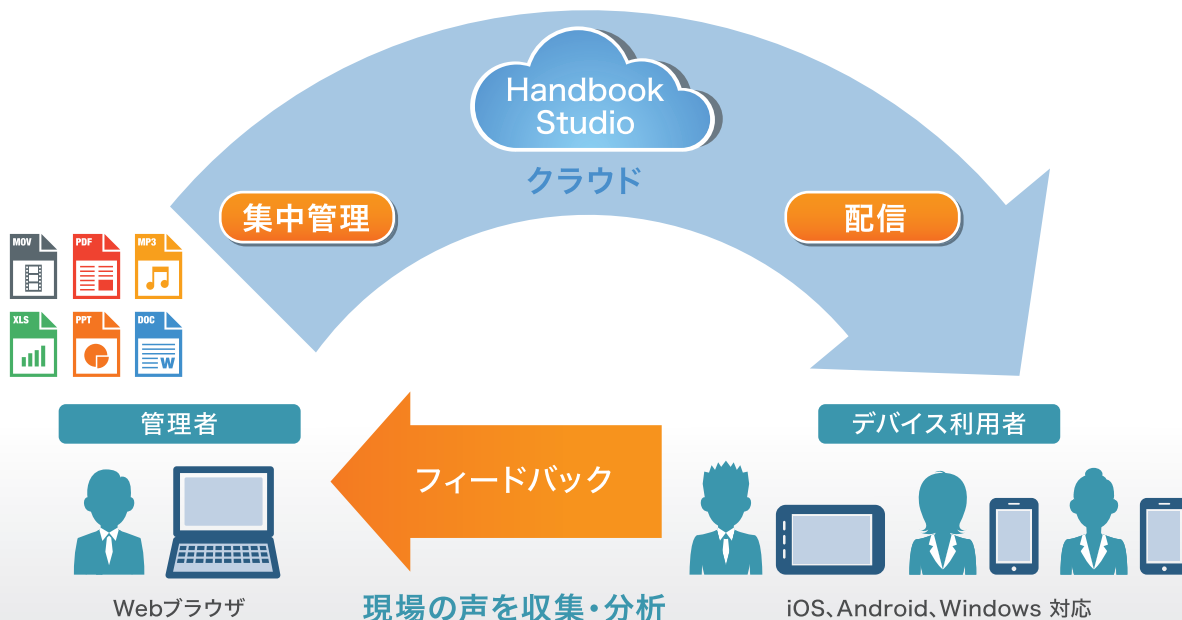 Handbook
Studio
クラウド
集中管理
配信
MOV
PDF
MP3
XLS
PPT
DOC
W
管理者
デバイス利用者
フィードバック
Webブラウザ
現場の声を収集・分析
iOS、Android、Windows 対応